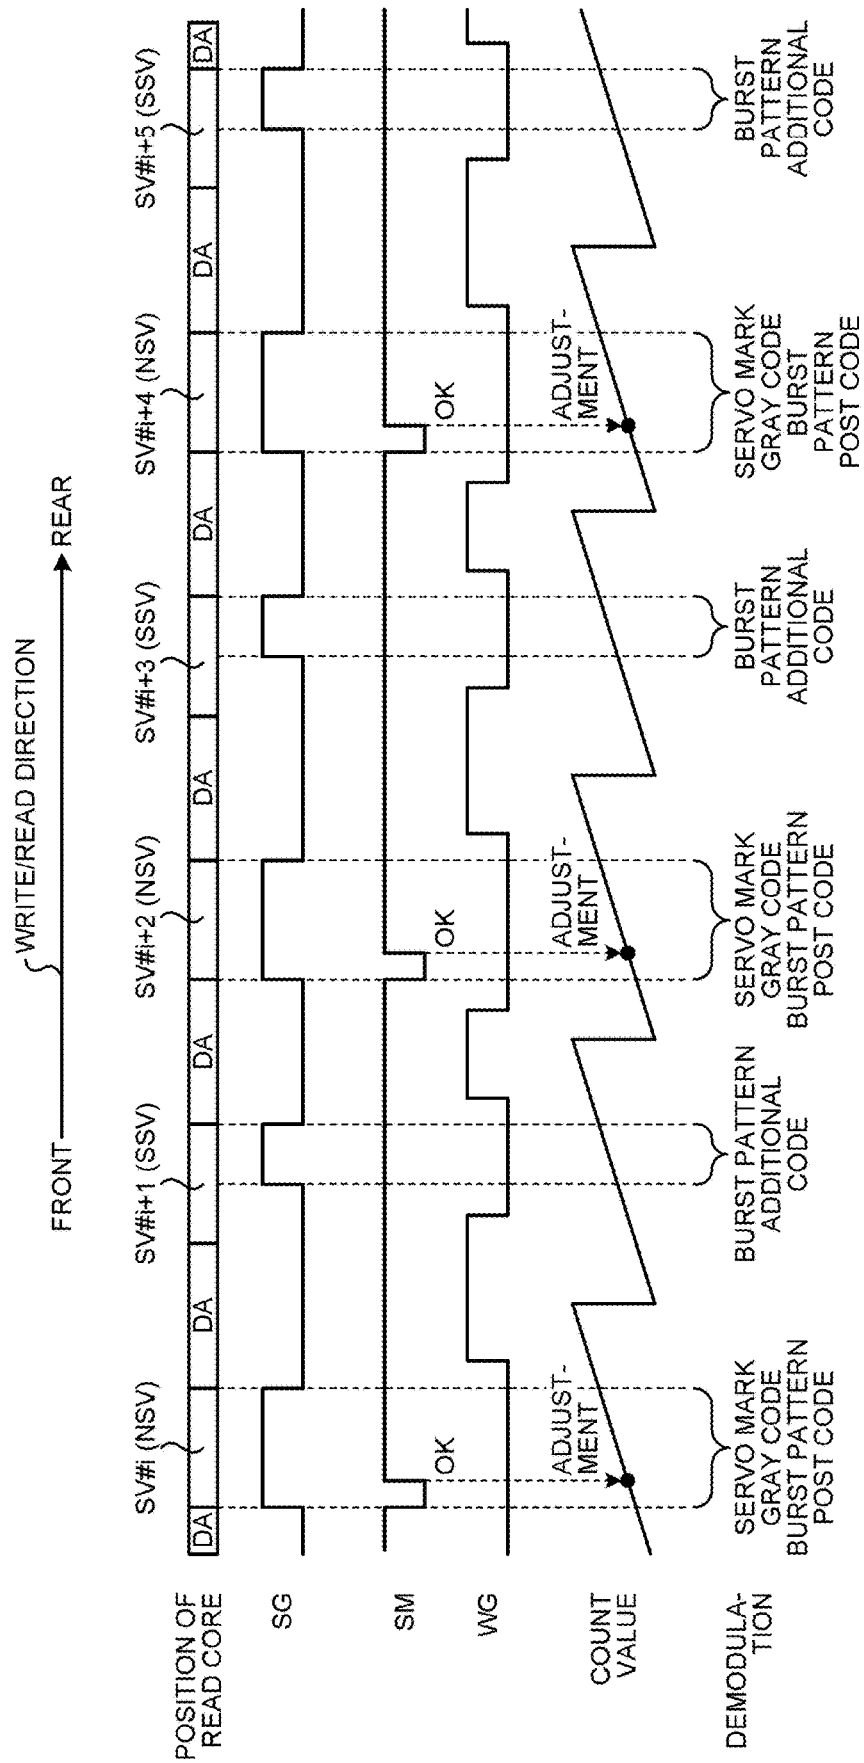 WRITE/READ DIRECTION
FRONT
REAR
SV#i (NSV)
SV#i+1 (SSV)
SV#i+2 (NSV)
SV#i+3 (SSV)
SV#i+4 (NSV)
SV#i+5 (SSV)
POSITION OF
READ CORE
DA
DA
DA
DA
DA
DA
DA
SG
SM
OK
OK
OK
WG
COUNT
VALUE
ADJUST-
MENT
ADJUST-
MENT
ADJUST-
MENT
DEMODULA-
TION
SERVO MARK
GRAY CODE
BURST PATTERN
POST CODE
BURST PATTERN
ADDITIONAL
CODE
SERVO MARK
GRAY CODE
BURST PATTERN
POST CODE
BURST
PATTERN
ADDITIONAL
CODE
SERVO MARK
GRAY CODE
BURST
PATTERN
POST CODE
BURST
PATTERN
ADDITIONAL
CODE